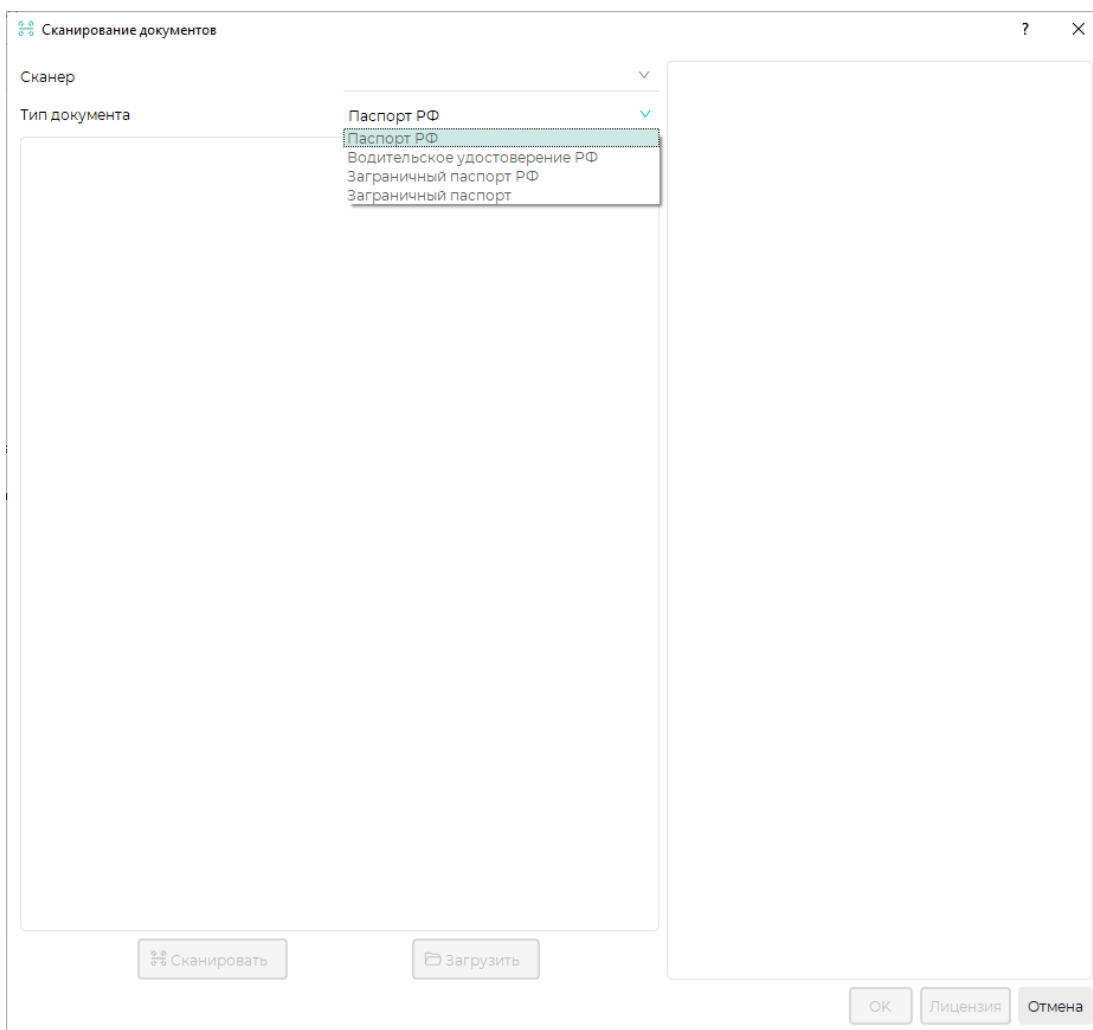 Сканирование документов
?
Сканер
Тип документа
Паспорт РФ
Паспорт РФ
Водительское удостоверение РФ
Заграничный паспорт РФ
Заграничный паспорт
Сканировать
Загрузить
OK
Лицензия
Отмена